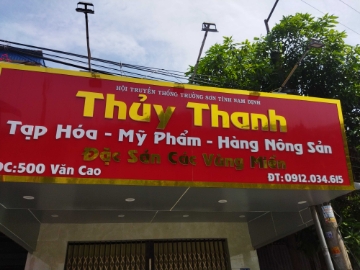 HỘI TRUYỀN THỐNG TRƯỜNG SƠN TỈNH NAM ĐỊNH
Thủy Thanh
Tạp Hóa - Mỹ Phẩm - Hàng Nông Sản
Đặc Sản Các Vùng Miền
ĐC:500 Văn Cao
ĐT:0912.034.615